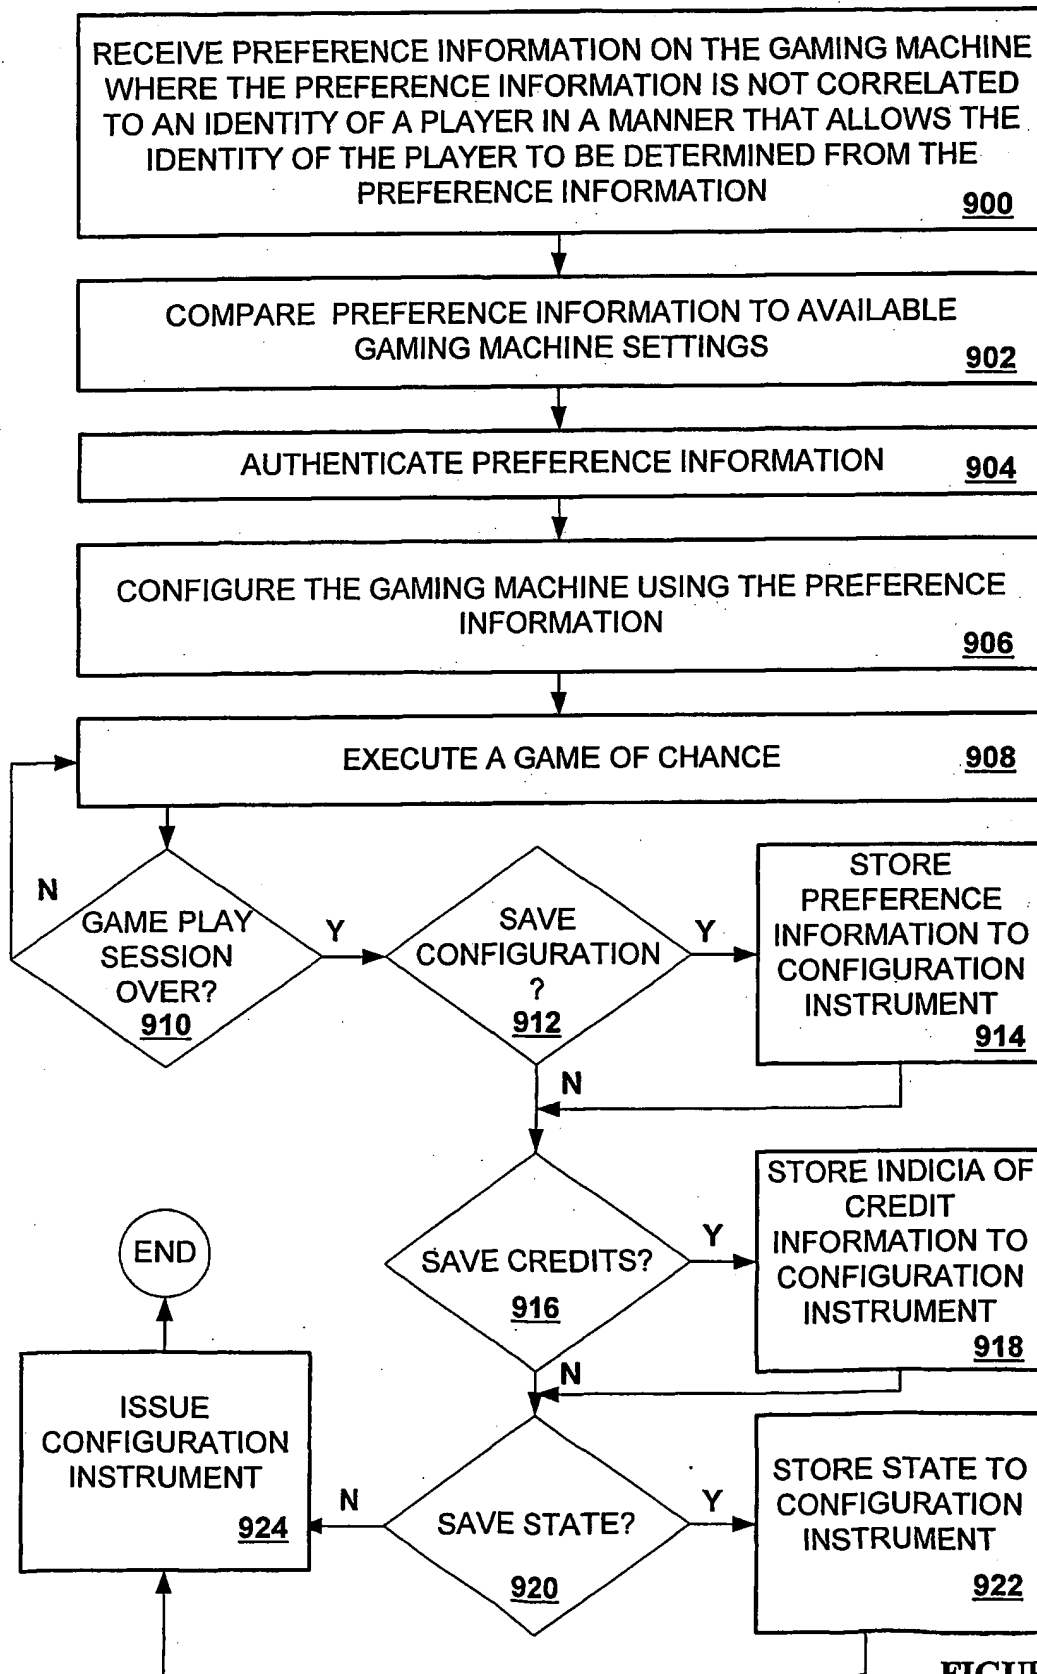 RECEIVE PREFERENCE INFORMATION ON THE GAMING MACHINE
WHERE THE PREFERENCE INFORMATION IS NOT CORRELATED
TO AN IDENTITY OF A PLAYER IN A MANNER THAT ALLOWS THE
IDENTITY OF THE PLAYER TO BE DETERMINED FROM THE
PREFERENCE INFORMATION
900
COMPARE PREFERENCE INFORMATION TO AVAILABLE
GAMING MACHINE SETTINGS
902
AUTHENTICATE PREFERENCE INFORMATION
904
CONFIGURE THE GAMING MACHINE USING THE PREFERENCE
INFORMATION
906
EXECUTE A GAME OF CHANCE
908
N
GAME PLAY
SESSION
OVER?
910
Y
SAVE
CONFIGURATION
?
912
Y
STORE
PREFERENCE
INFORMATION TO
CONFIGURATION
INSTRUMENT
914
N
SAVE CREDITS?
916
Y
STORE INDICIA OF
CREDIT
INFORMATION TO
CONFIGURATION
INSTRUMENT
918
N
SAVE STATE?
920
Y
STORE STATE TO
CONFIGURATION
INSTRUMENT
922
N
ISSUE
CONFIGURATION
INSTRUMENT
924
END